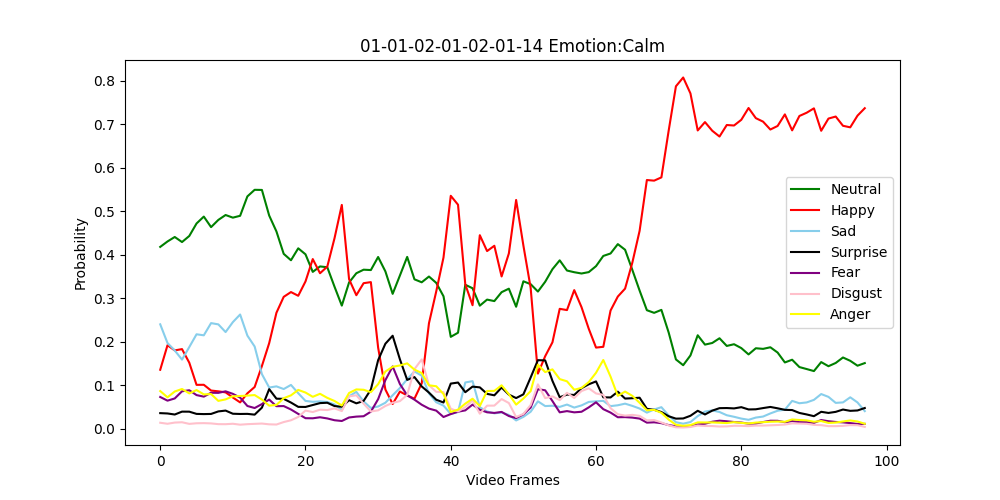 01-01-02-01-02-01-14 Emotion:Calm
Probability
0.8
0.7
0.6
0.5
0.4
0.3
0.2
0.1
0.0
Neutral
Happy
Sad
Surprise
Fear
Disgust
Anger
0 20 40 60 80 100
Video Frames